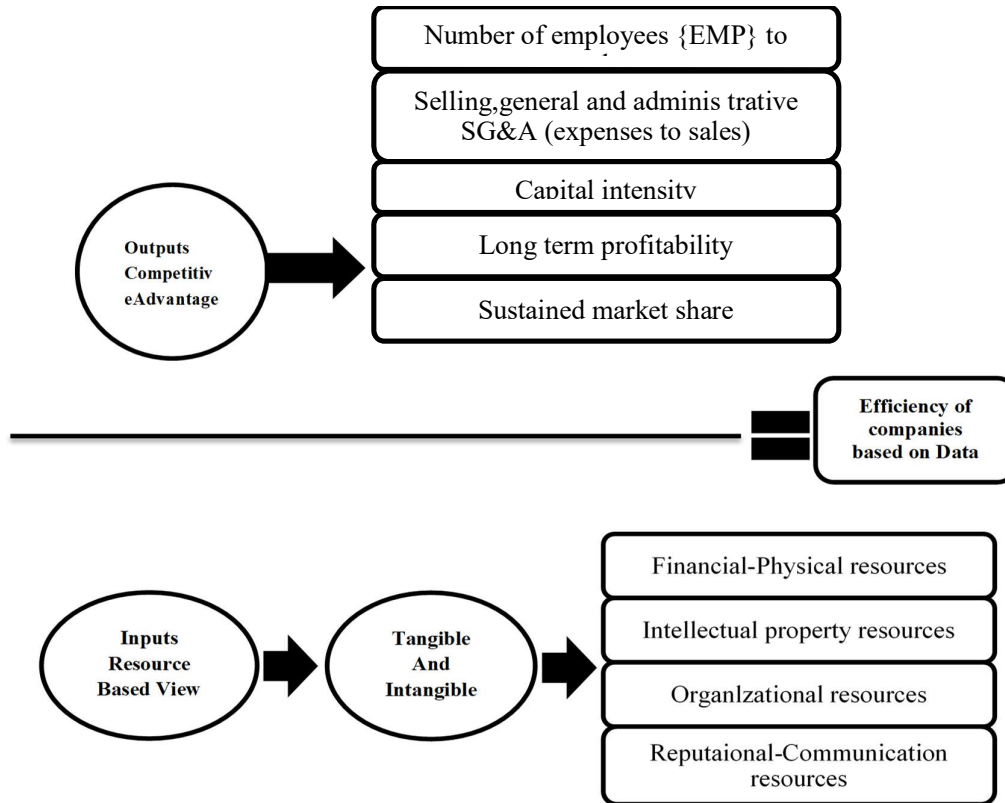 Number of employees {EMP} to
Selling,general and adminis trative
SG&A (expenses to sales)
Capital intensity
Long term profitability
Sustained market share
Outputs
Competitiv
eAdvantage
Efficiency of
companies
based on Data
Inputs
Resource
Based View
Tangible
And
Intangible
Financial-Physical resources
Intellectual property resources
OrganIzational resources
Reputaional-Communication
resources